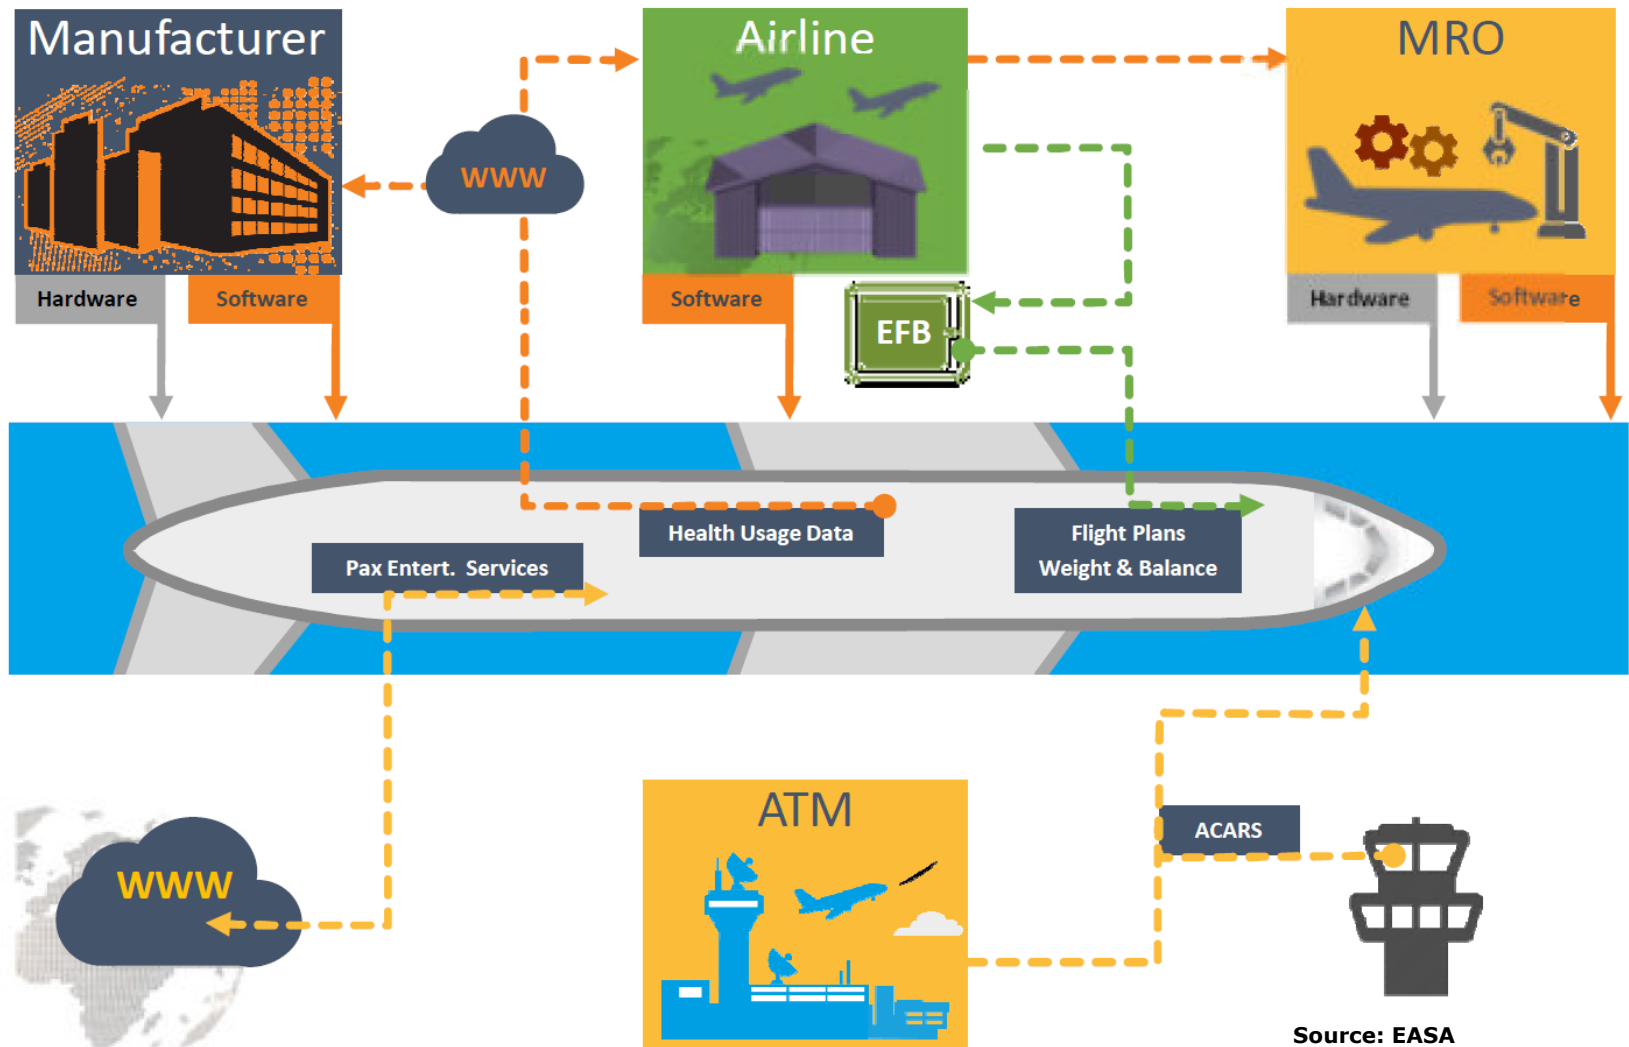 Manufacturer
Airline
MRO
WWW
Hardware
Software
Software
EFB
Hardware
Software
Health Usage Data
Flight Plans
Weight & Balance
Pax Entert. Services
ATM
ACARS
WWW
Source: EASA